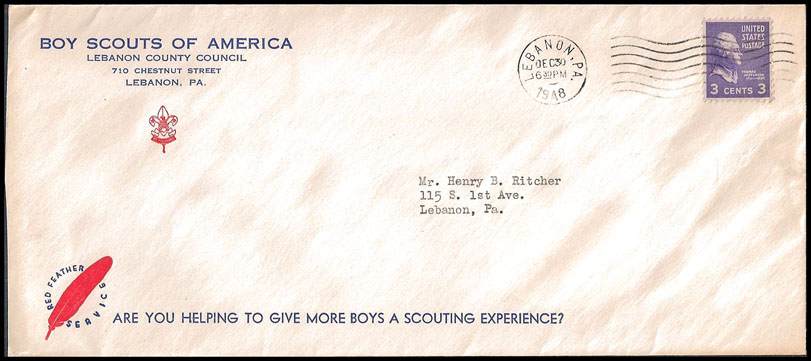 BOY SCOUTS OF AMERICA
LEBANON COUNTY COUNCIL
710 CHESTNUT STREET
LEBANON, PA.
LEBANON, PA.
DEC 30
6 30 PM
1948
UNITED
STATES
POSTAGE
THOMAS
JEFFERSON
3 CENTS 3
Mr. Henry B. Ritcher
115 S. 1st Ave.
Lebanon, Pa.
RED FEATHER
SERVICE
ARE YOU HELPING TO GIVE MORE BOYS A SCOUTING EXPERIENCE?